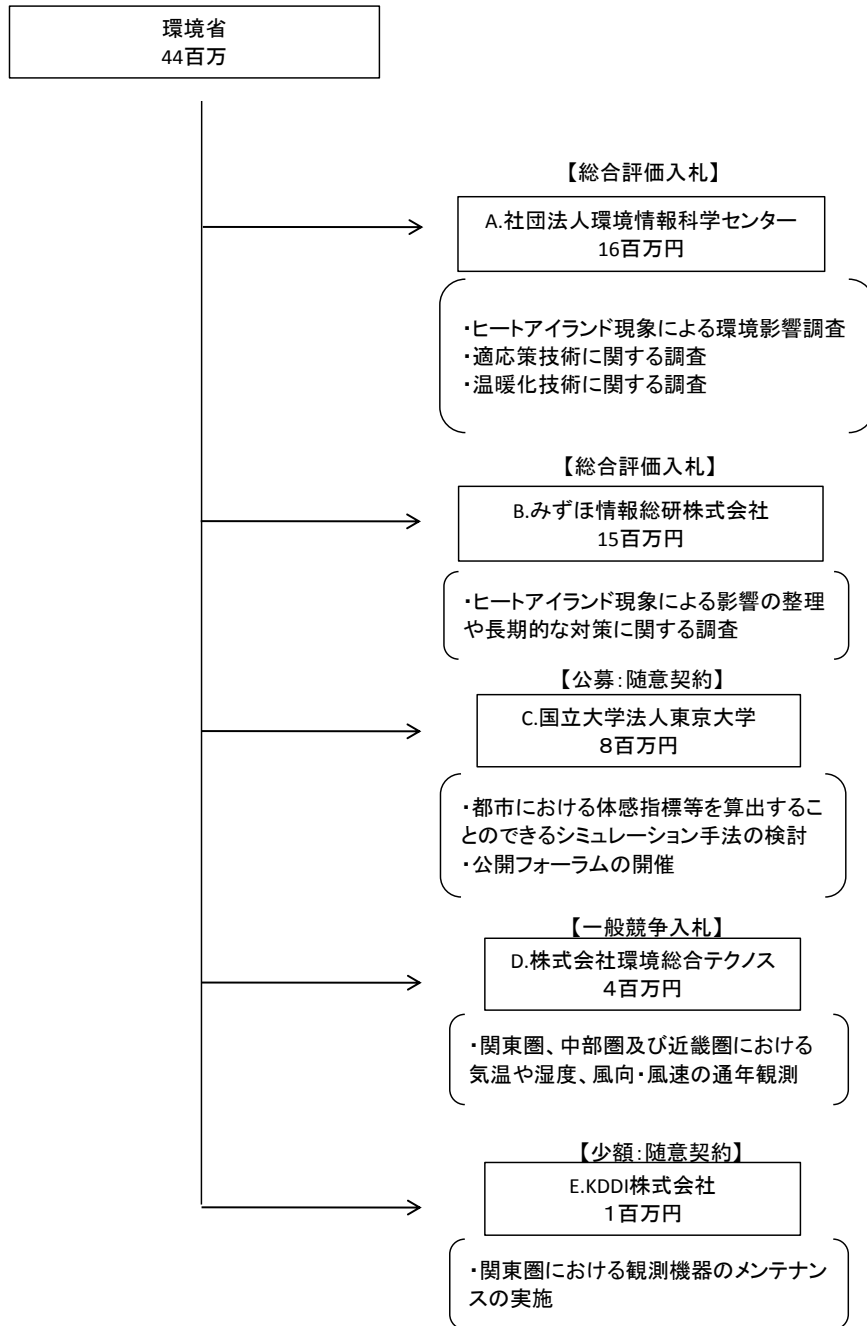 環境省
44百万
【総合評価入札】
A.社団法人環境情報科学センター
16百万円
・ヒートアイランド現象による環境影響調査
・適応策技術に関する調査
・温暖化技術に関する調査
【総合評価入札】
B.みずほ情報総研株式会社
15百万円
・ヒートアイランド現象による影響の整理
や長期的な対策に関する調査
【公募：随意契約】
C.国立大学法人東京大学
８百万円
・都市における体感指標等を算出するこ
とのできるシミュレーション手法の検討
・公開フォーラムの開催
【一般競争入札】
D.株式会社環境総合テクノス
４百万円
・関東圏、中部圏及び近畿圏における
気温や湿度、風向・風速の通年観測
【少額：随意契約】
E.KDDI株式会社
１百万円
・関東圏における観測機器のメンテナン
スの実施